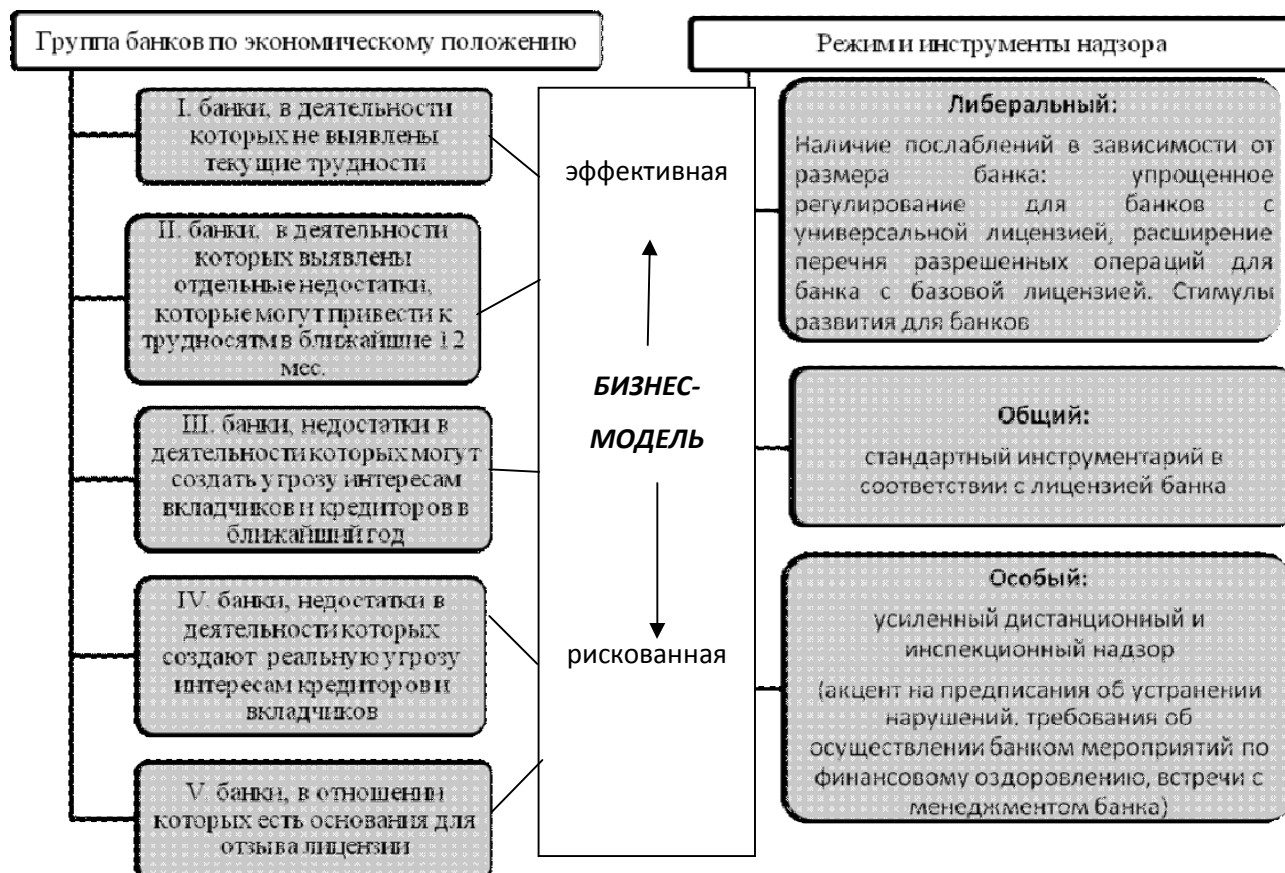 Группа банков по экономическому положению
I. банки, в деятельности
которых не выявлены
текущие трудности
II. банки, в деятельности
которых выявлены
отдельные недостатки,
которые могут привести к
трудносятм в ближайшие 12
мес.
III. банки, недостатки в
деятельности которых могут
создать угрозу интересам
вкладчиков и кредиторов в
ближайший год
IV. банки, недостатки в
деятельности которых
создают реальную угрозу
интересам кредиторов и
вкладчиков
V. банки, в отношении
которых есть основания для
отзыва лицензии
эффективная
БИЗНЕС-
МОДЕЛЬ
рискованная
Режим и инструменты надзора
Либеральный:
Наличие послаблений в зависимости от
размера банка: упрощенное
регулирование для банков с
универсальной лицензией, расширение
перечня разрешенных операций для
банка с базовой лицензией. Стимулы
развития для банков
Общий:
стандартный инструментарий в
соответствии с лицензией банка
Особый:
усиленный дистанционный и
инспекционный надзор
(акцент на предписания об устранении
нарушений, требования об
осуществлении банком мероприятий по
финансовому оздоровлению, встречи с
менеджментом банка)